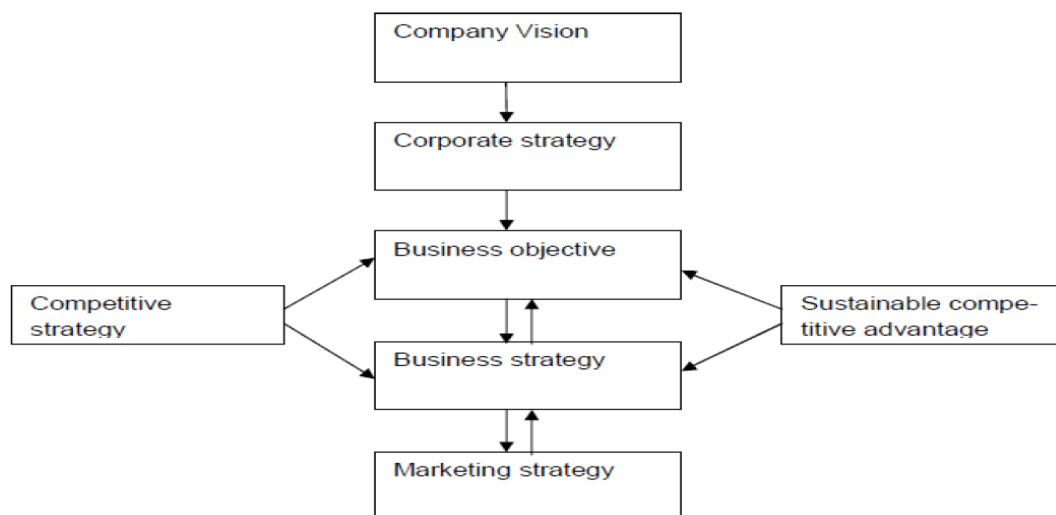 Company Vision
Corporate strategy
Business objective
Competitive
strategy
Sustainable compe-
titive advantage
Business strategy
Marketing strategy